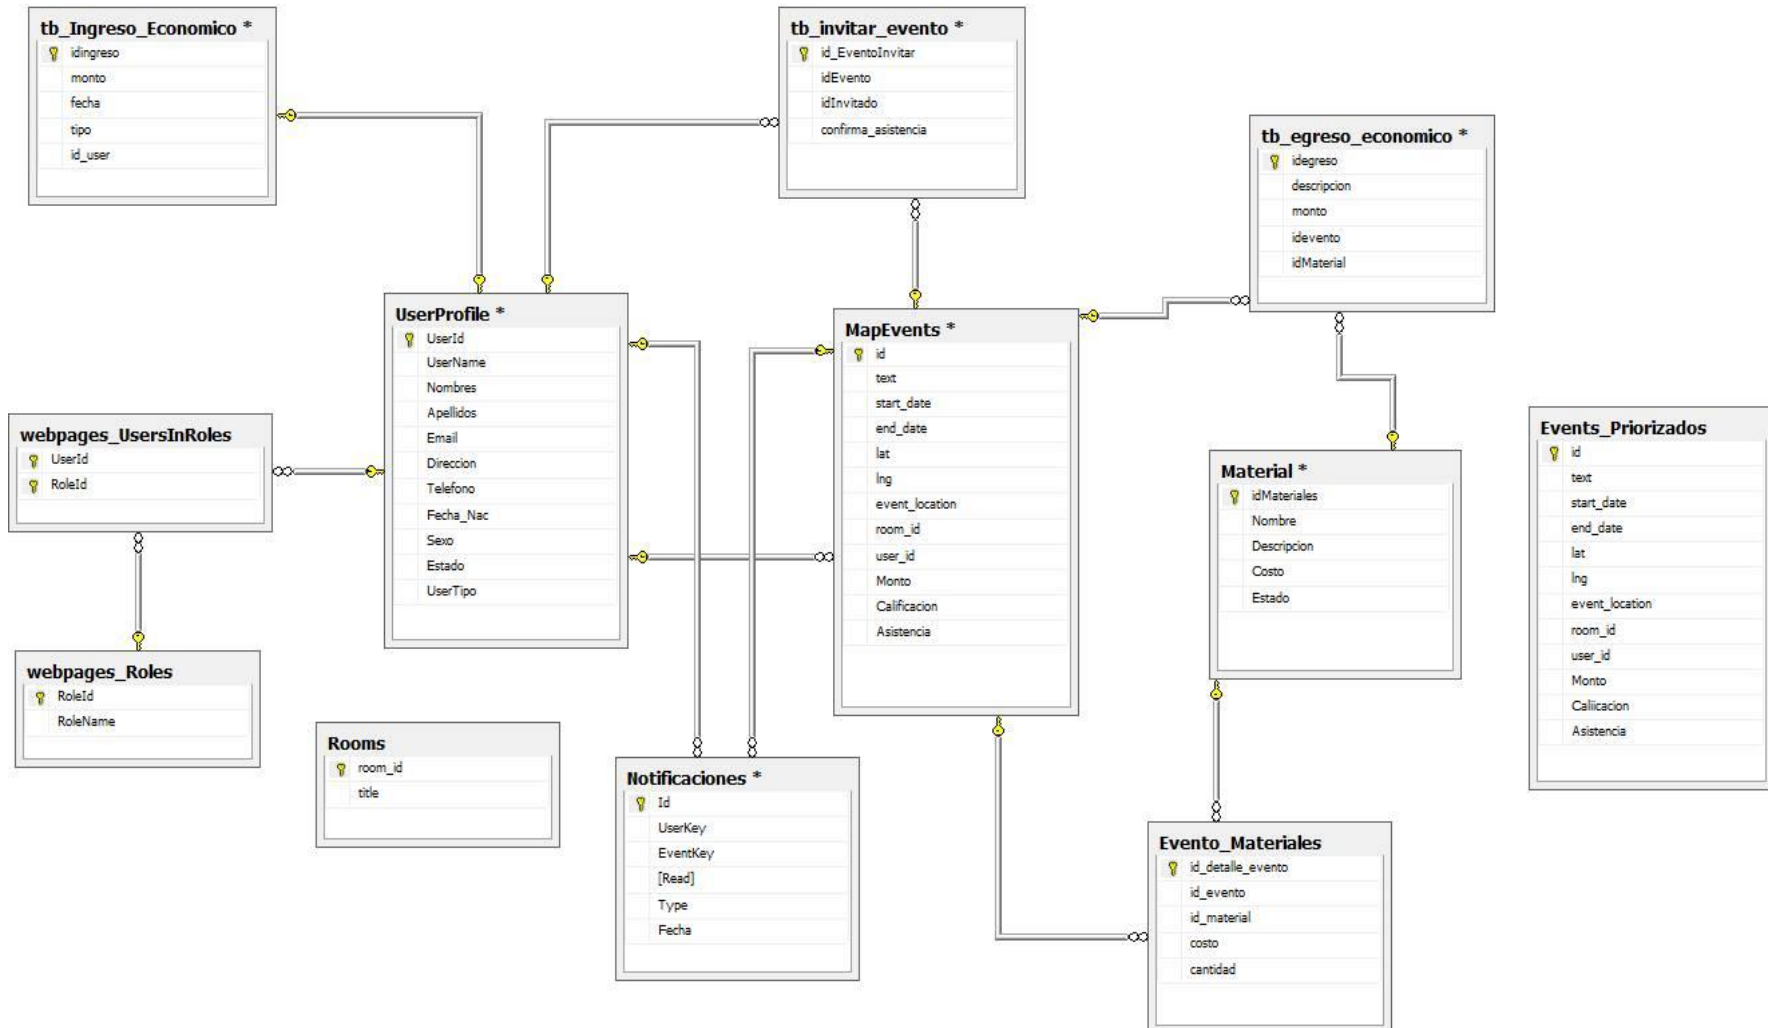 tb_Ingreso_Economico *
idingreso
monto
fecha
tipo
id_user
tb_invitar_evento *
id_EventoInvitar
idEvento
idInvitado
confirma_asistencia
tb_egreso_economico *
idegreso
descripcion
monto
idevento
idMaterial
UserProfile *
UserId
UserName
Nombres
Apellidos
Email
Direccion
Telefono
Fecha_Nac
Sexo
Estado
UserTipo
MapEvents *
id
text
start_date
end_date
lat
lng
event_location
room_id
user_id
Monto
Calificacion
Asistencia
webpages_UsersInRoles
UserId
RoleId
Material *
idMateriales
Nombre
Descripcion
Costo
Estado
Events_Priorizados
id
text
start_date
end_date
lat
lng
event_location
room_id
user_id
Monto
Caliicacion
Asistencia
webpages_Roles
RoleId
RoleName
Rooms
room_id
title
Notificaciones *
Id
UserKey
EventKey
[Read]
Type
Fecha
Evento_Materiales
id_detalle_evento
id_evento
id_material
costo
cantidad